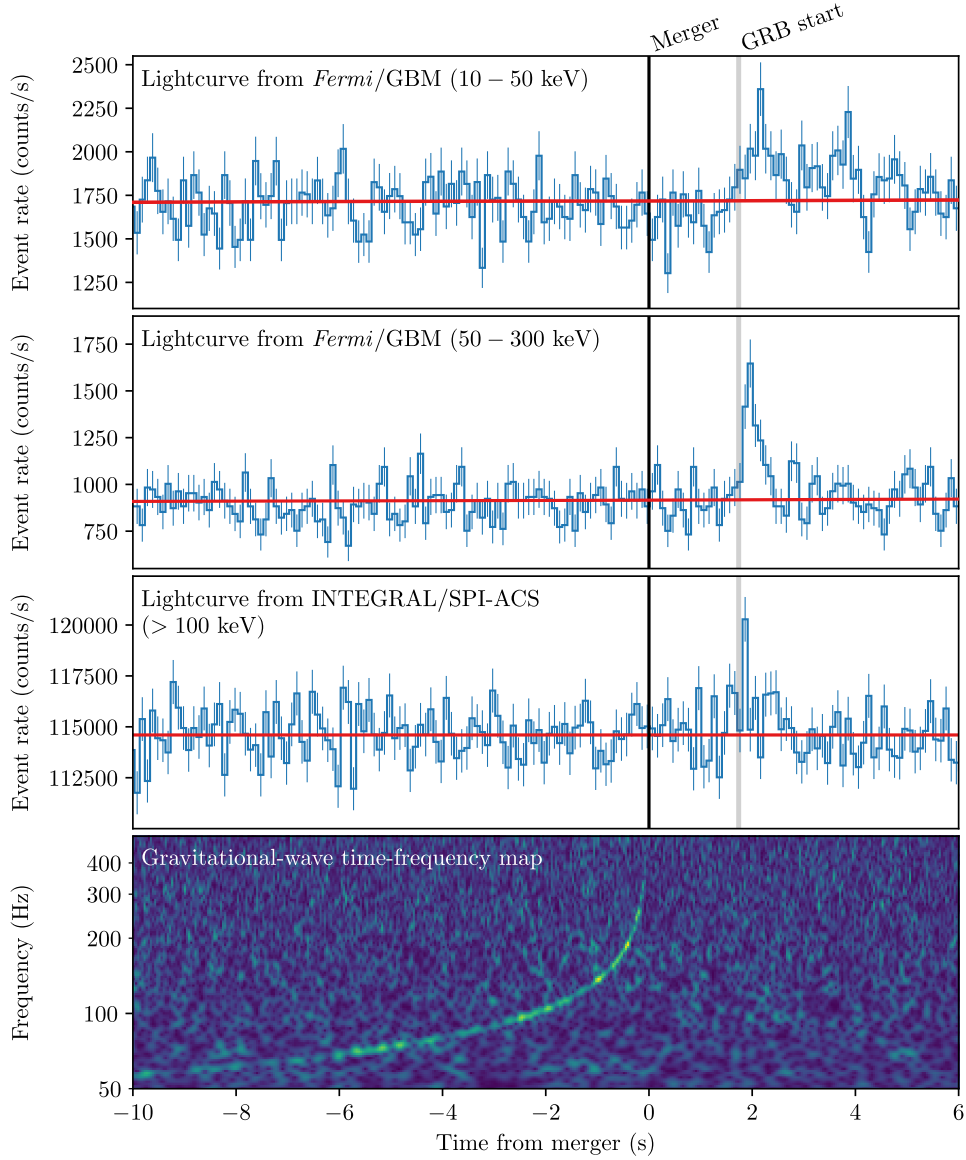 Merger
GRB start
Lightcurve from Fermi/GBM (10 − 50 keV)
Event rate (counts/s)
2500
2250
2000
1750
1500
1250
Lightcurve from Fermi/GBM (50 − 300 keV)
Event rate (counts/s)
1750
1500
1250
1000
750
Lightcurve from INTEGRAL/SPI-ACS
(> 100 keV)
Event rate (counts/s)
120000
117500
115000
112500
Gravitational-wave time-frequency map
Frequency (Hz)
400
300
200
100
50
−10 −8 −6 −4 −2 0 2 4 6
Time from merger (s)